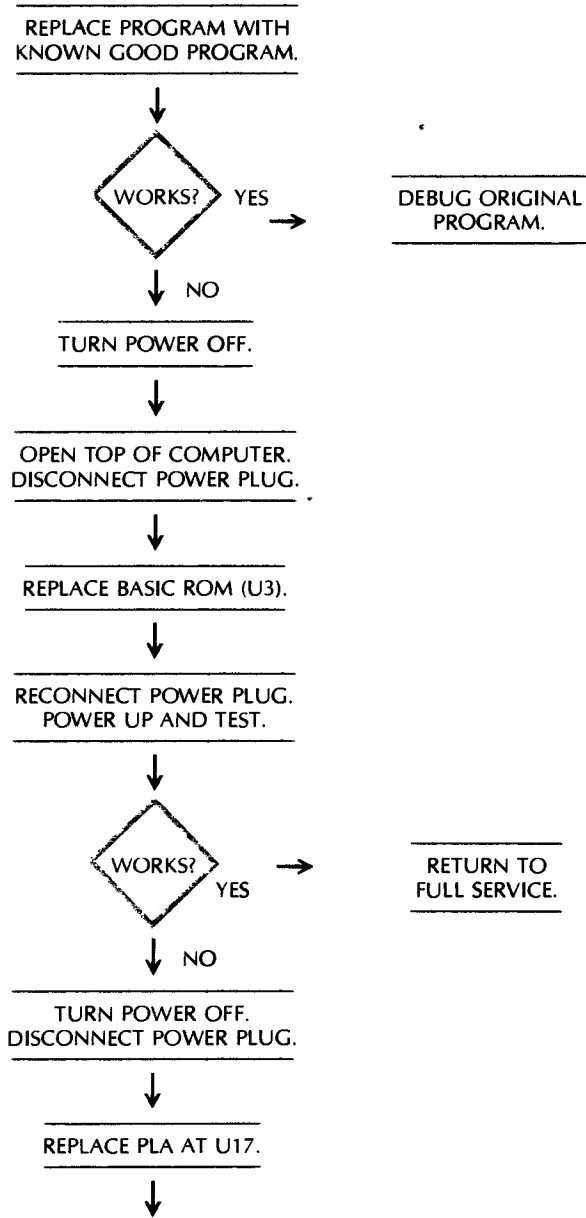 REPLACE PROGRAM WITH
KNOWN GOOD PROGRAM.
WORKS?
YES
DEBUG ORIGINAL
PROGRAM.
NO
TURN POWER OFF.
OPEN TOP OF COMPUTER.
DISCONNECT POWER PLUG.
REPLACE BASIC ROM (U3).
RECONNECT POWER PLUG.
POWER UP AND TEST.
WORKS?
YES
RETURN TO
FULL SERVICE.
NO
TURN POWER OFF.
DISCONNECT POWER PLUG.
REPLACE PLA AT U17.